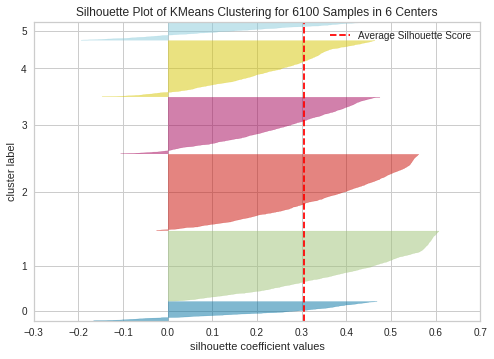 Silhouette Plot of KMeans Clustering for 6100 Samples in 6 Centers
Average Silhouette Score
cluster label
5
4
3
2
1
0
−0.3 −0.2 −0.1 0.0 0.1 0.2 0.3 0.4 0.5 0.6 0.7
silhouette coefficient values